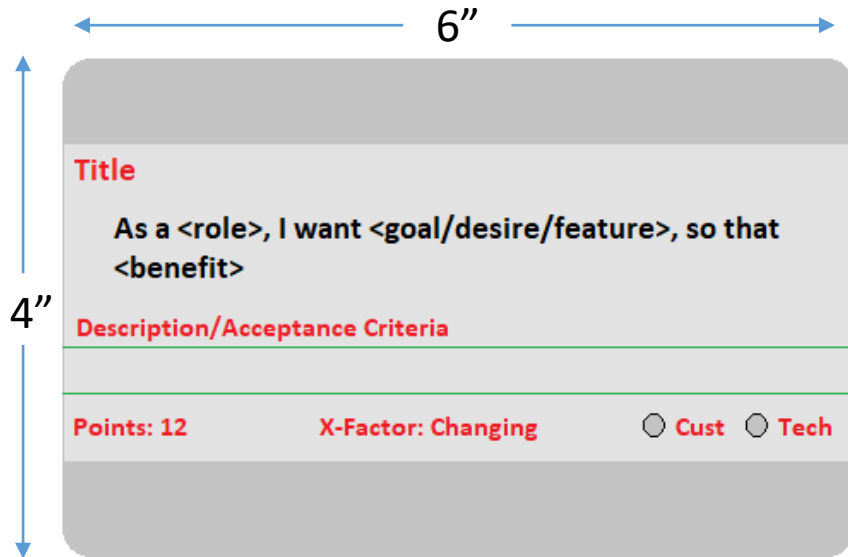 6”
4”
Title
As a <role>, I want <goal/desire/feature>, so that
<benefit>
Description/Acceptance Criteria
Points: 12 X-Factor: Changing Cust Tech